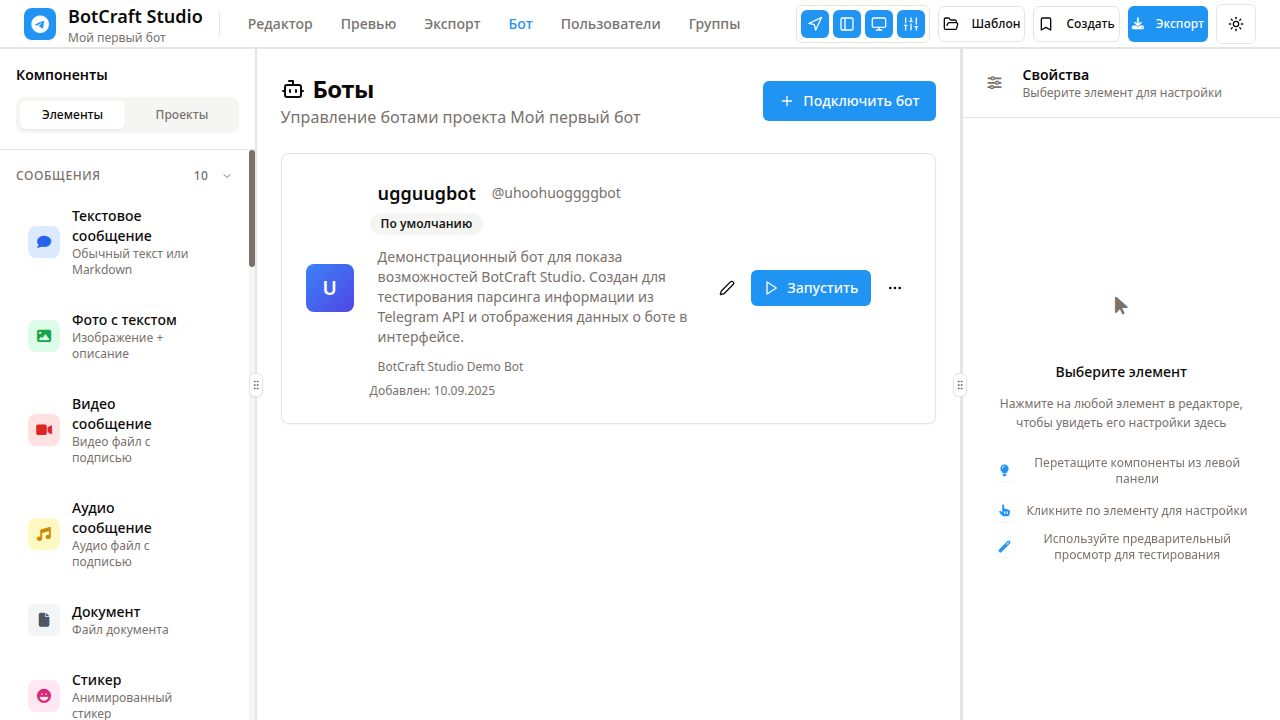 BotCraft Studio
Мой первый бот
Редактор
Превью
Экспорт
Бот
Пользователи
Группы
Шаблон
Создать
Экспорт
Компоненты
Элементы
Проекты
СООБЩЕНИЯ
10
Текстовое
сообщение
Обычный текст или
Markdown
Фото с текстом
Изображение +
описание
Видео
сообщение
Видео файл с
подписью
Аудио
сообщение
Аудио файл с
подписью
Документ
Файл документа
Стикер
Анимированный
стикер
Боты
Управление ботами проекта Мой первый бот
Подключить бот
U
ugguugbot
@uhoohuoggggbot
По умолчанию
Демонстрационный бот для показа
возможностей BotCraft Studio. Создан для
тестирования парсинга информации из
Telegram API и отображения данных о боте в
интерфейсе.
BotCraft Studio Demo Bot
Добавлен: 10.09.2025
Запустить
Свойства
Выберите элемент для настройки
Выберите элемент
Нажмите на любой элемент в редакторе,
чтобы увидеть его настройки здесь
Перетащите компоненты из левой
панели
Кликните по элементу для настройки
Используйте предварительный
просмотр для тестирования